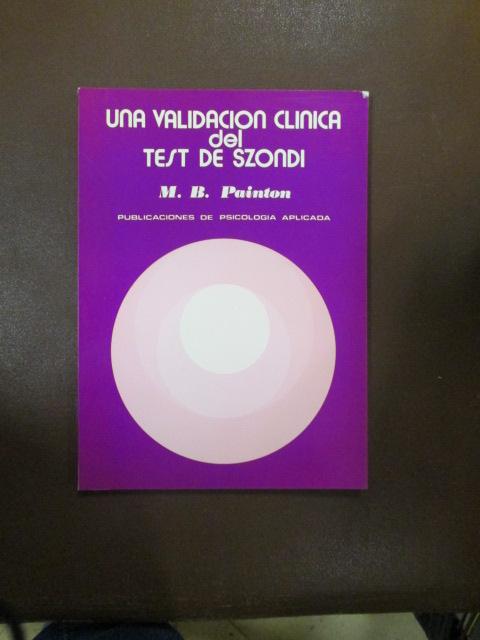 UNA VALIDACION CLINICA
del
TEST DE SZONDI
M. B. Painton
PUBLICACIONES DE PSICOLOGIA APLICADA